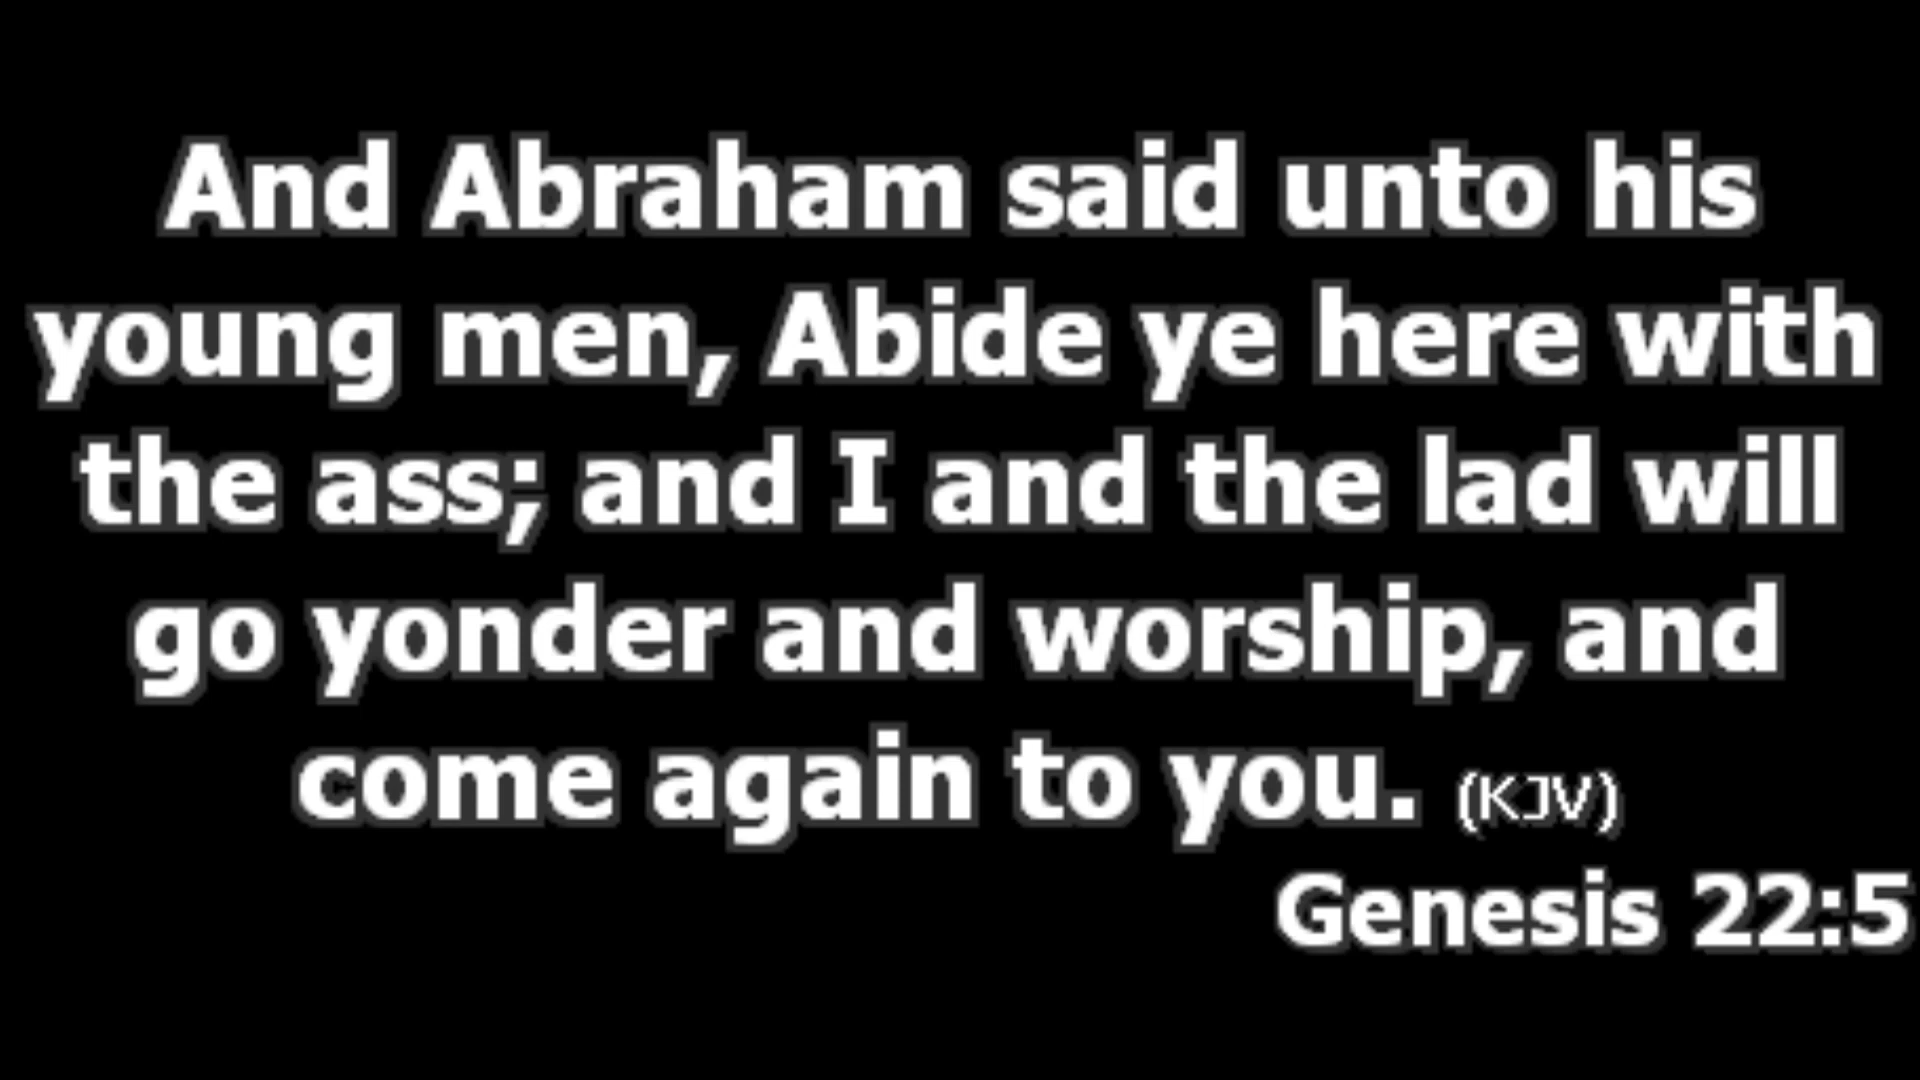 And Abraham said unto his
young men, Abide ye here with
the ass; and I and the lad will
go yonder and worship, and
come again to you. (KJV)
Genesis 22:5